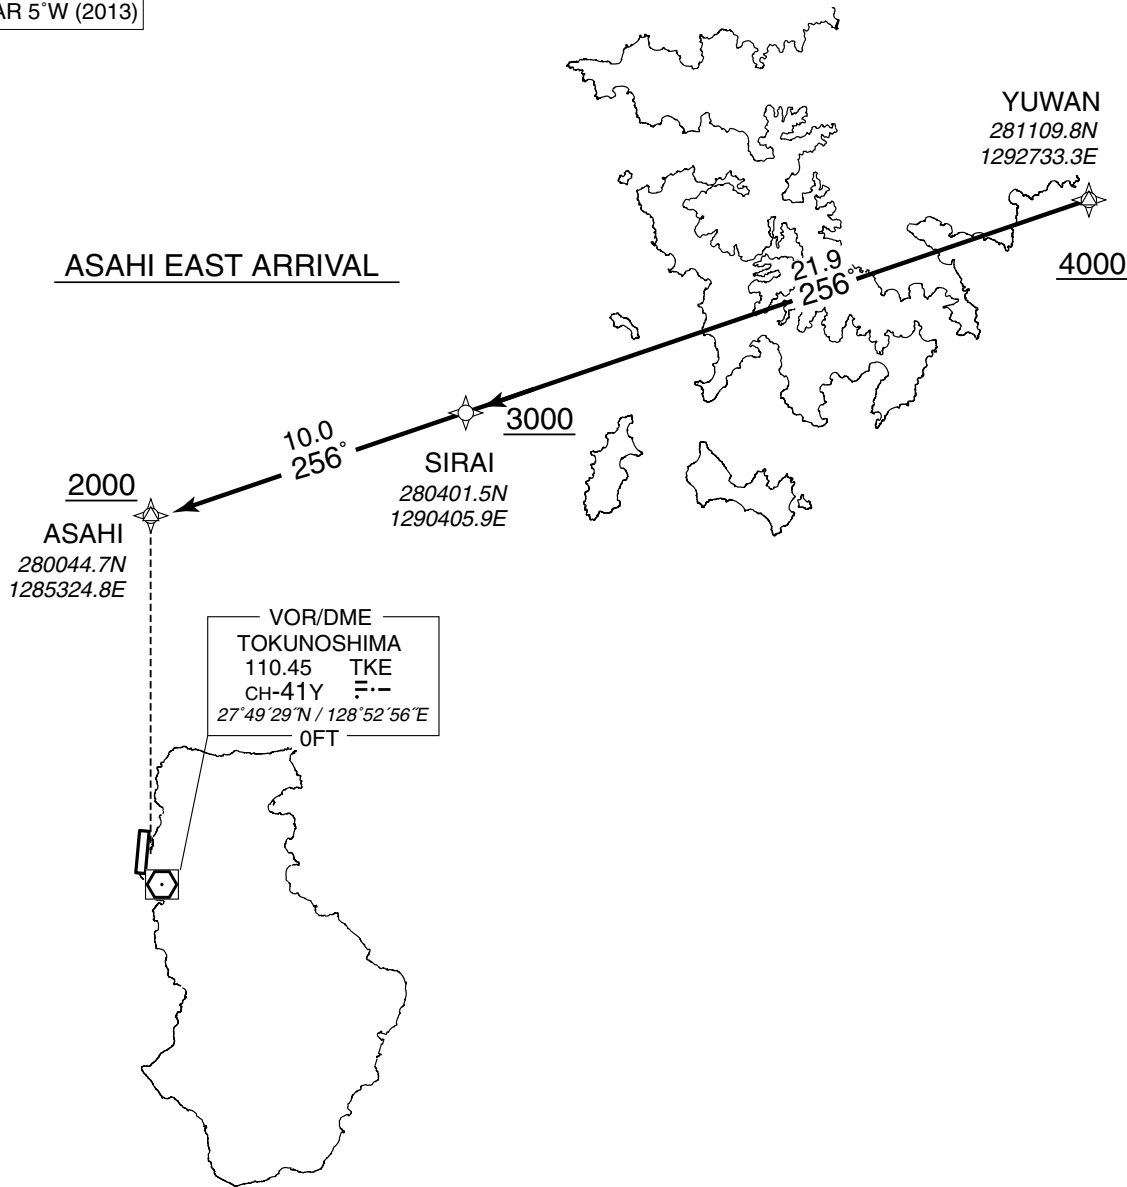 AR 5°W (2013)
YUWAN
281109.8N
1292733.3E
4000
ASAHI EAST ARRIVAL
21.9
256°
3000
SIRAI
280401.5N
1290405.9E
10.0
256°
2000
ASAHI
280044.7N
1285324.8E
VOR/DME
TOKUNOSHIMA
110.45 TKE
CH-41Y
27°49′29″N / 128°52′56″E
0FT